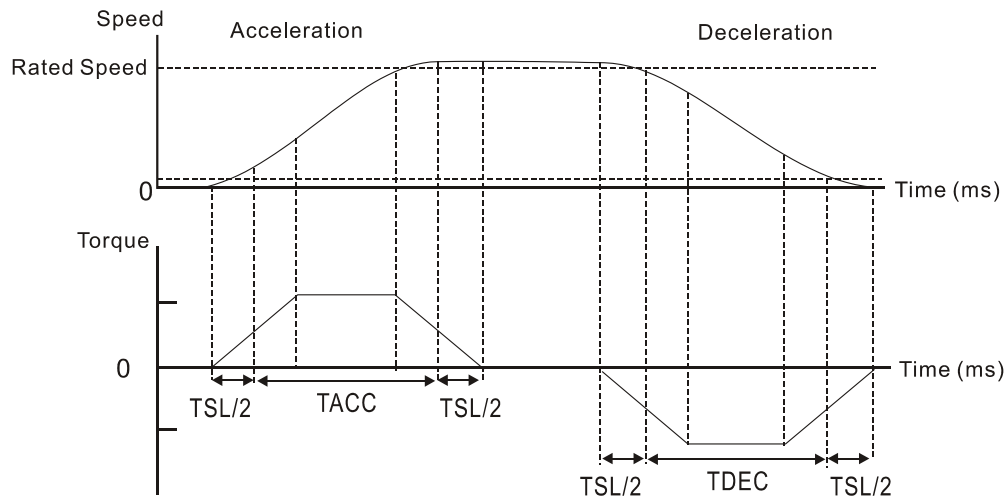 Speed
Acceleration
Deceleration
Rated Speed
0
Time (ms)
Torque
0
Time (ms)
TSL/2
TACC
TSL/2
TSL/2
TDEC
TSL/2